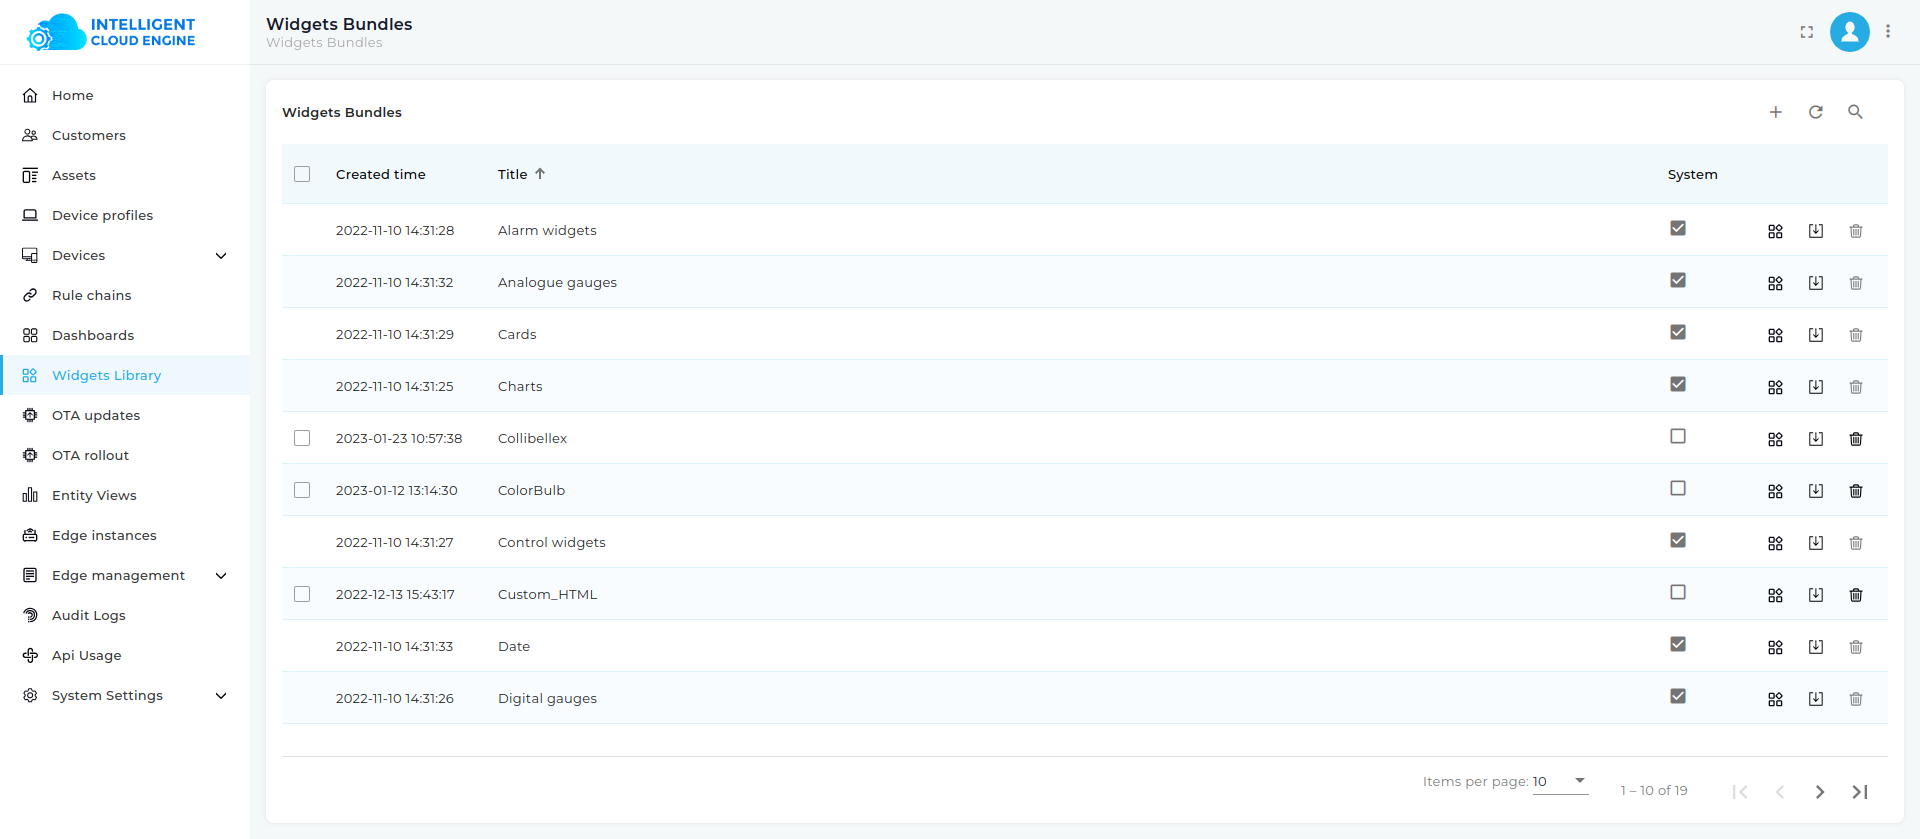 INTELLIGENT
CLOUD ENGINE
Widgets Bundles
Widgets Bundles
Home
Customers
Assets
Device profiles
Devices
Rule chains
Dashboards
Widgets Library
OTA updates
OTA rollout
Entity Views
Edge instances
Edge management
Audit Logs
Api Usage
System Settings
Widgets Bundles
Created time Title System
2022-11-10 14:31:28 Alarm widgets
2022-11-10 14:31:32 Analogue gauges
2022-11-10 14:31:29 Cards
2022-11-10 14:31:25 Charts
2023-01-23 10:57:38 Collibellex
2023-01-12 13:14:30 ColorBulb
2022-11-10 14:31:27 Control widgets
2022-12-13 15:43:17 Custom_HTML
2022-11-10 14:31:33 Date
2022-11-10 14:31:26 Digital gauges
Items per page: 10 1 – 10 of 19